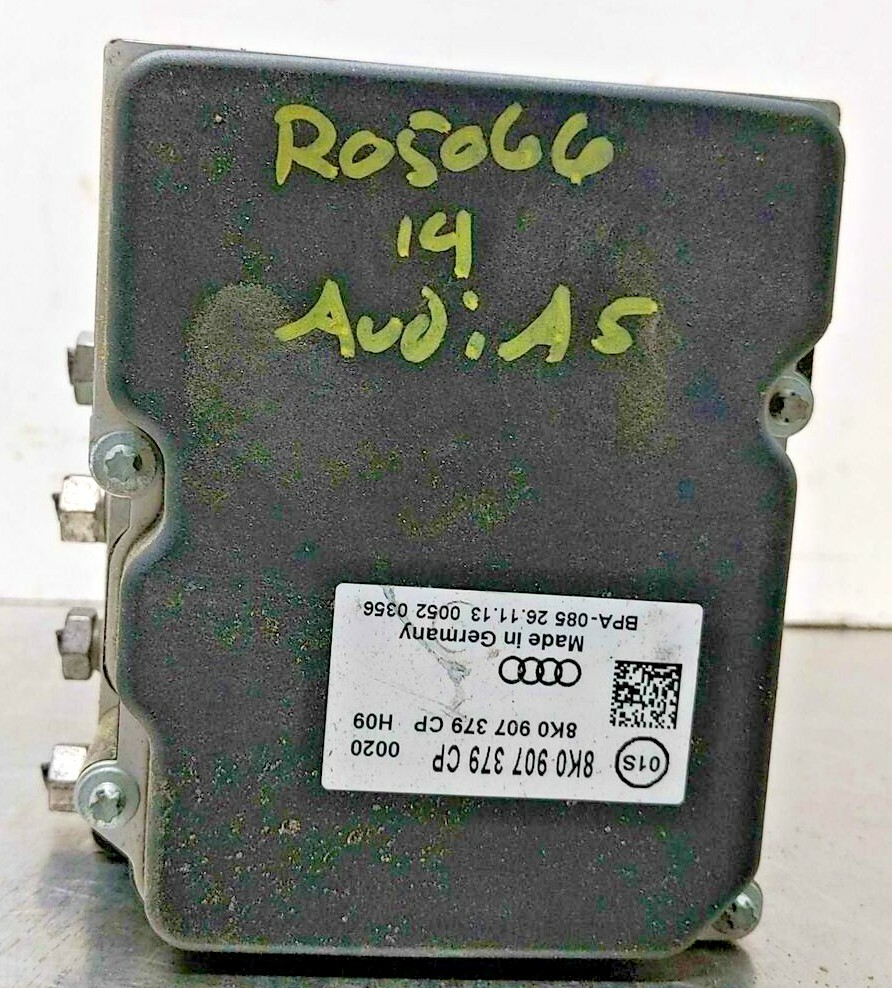 R05066
14
Audi A5
01S 8K0 907 379 CP 0020
8K0 907 379 CP H09
Made in Germany
BPA-085 26.11.13 0052 0356